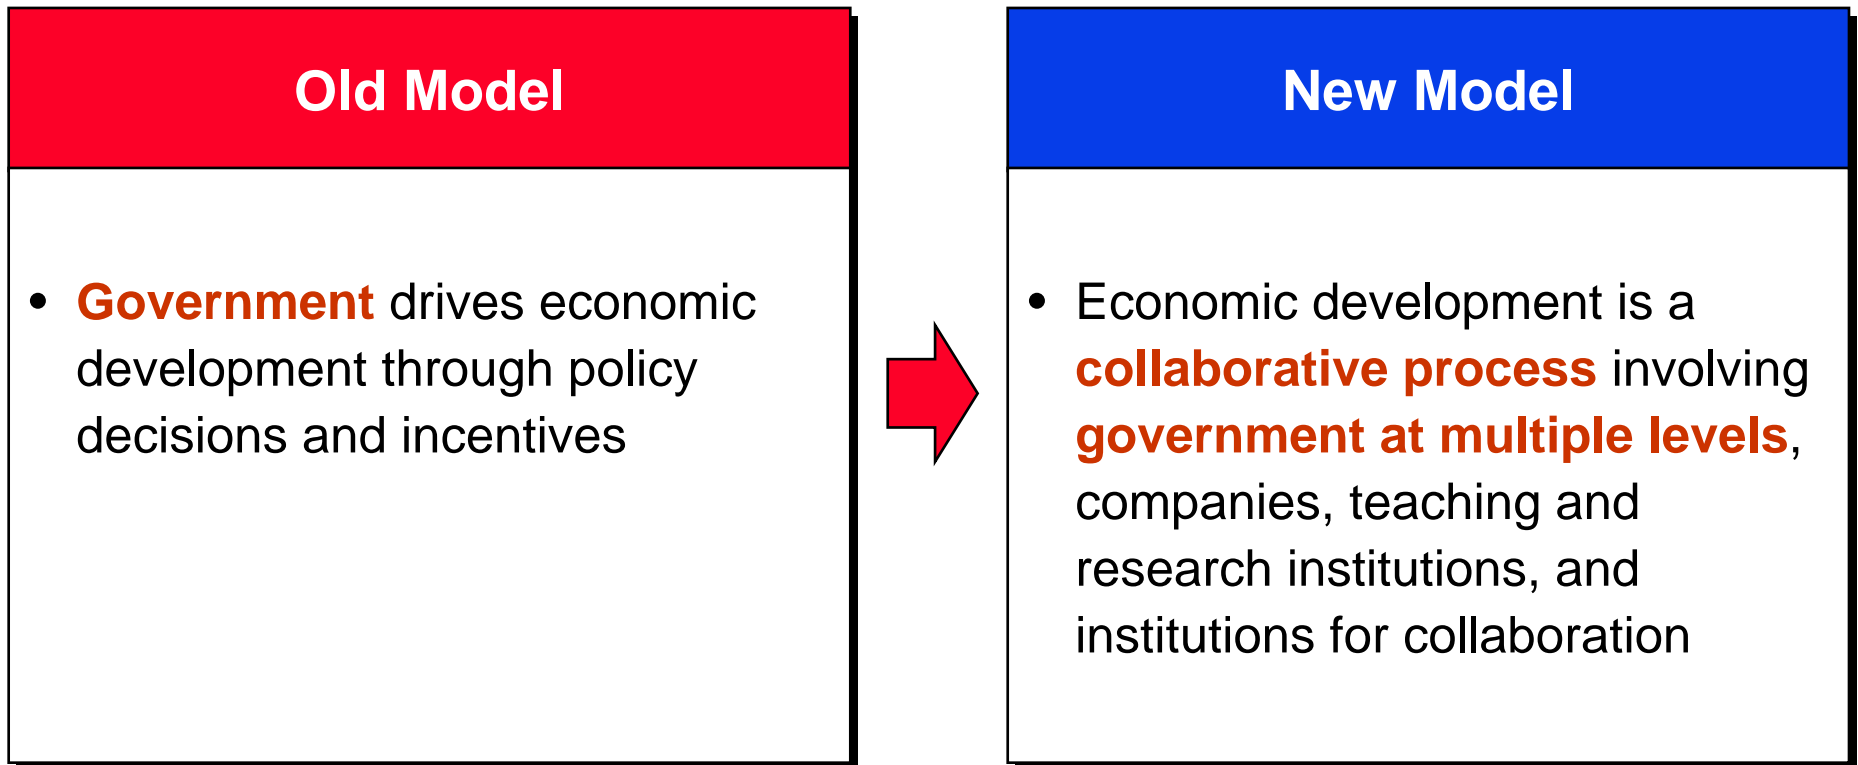 Old Model
• Government drives economic
development through policy
decisions and incentives
New Model
• Economic development is a
collaborative process involving
government at multiple levels,
companies, teaching and
research institutions, and
institutions for collaboration